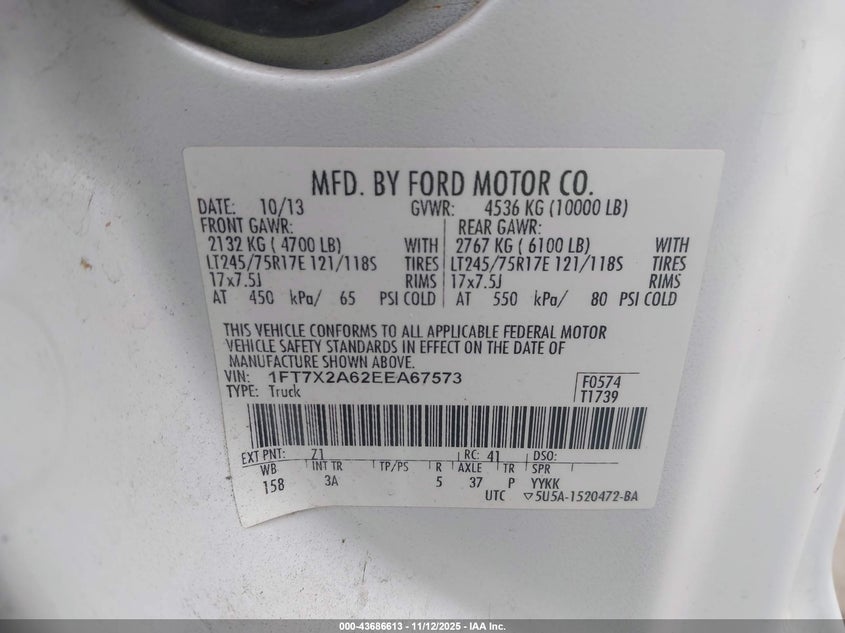 MFD. BY FORD MOTOR CO.
DATE: 10/13 GVWR: 4536 KG (10000 LB)
FRONT GAWR: REAR GAWR:
2132 KG ( 4700 LB) WITH 2767 KG ( 6100 LB) WITH
LT245/75R17E 121/118S TIRES LT245/75R17E 121/118S TIRES
17x7.5J RIMS 17x7.5J RIMS
AT 450 kPa/ 65 PSI COLD AT 550 kPa/ 80 PSI COLD
THIS VEHICLE CONFORMS TO ALL APPLICABLE FEDERAL MOTOR
VEHICLE SAFETY STANDARDS IN EFFECT ON THE DATE OF
MANUFACTURE SHOWN ABOVE.
VIN: 1FT7X2A62EEA67573 F0574
TYPE: Truck T1739
EXT PNT: Z1 RC: 41 DSO:
WB INT TR TP/PS R AXLE TR SPR
158 3A 5 37 P YYKK
UTC ▽5U5A-1520472-BA
000-43686613 - 11/12/2025 - IAA Inc.